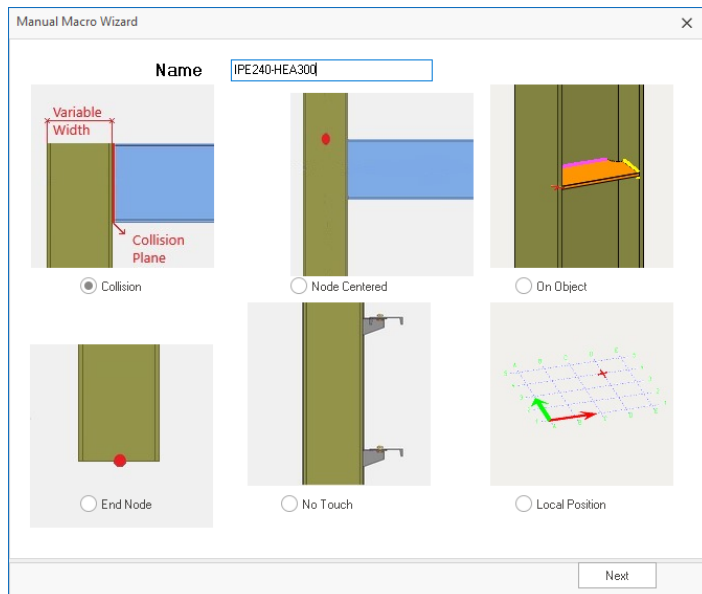 Manual Macro Wizard
Name IPE240-HEA300
Variable
Width
Collision
Plane
Collision
Node Centered
On Object
End Node
No Touch
Local Position
Next